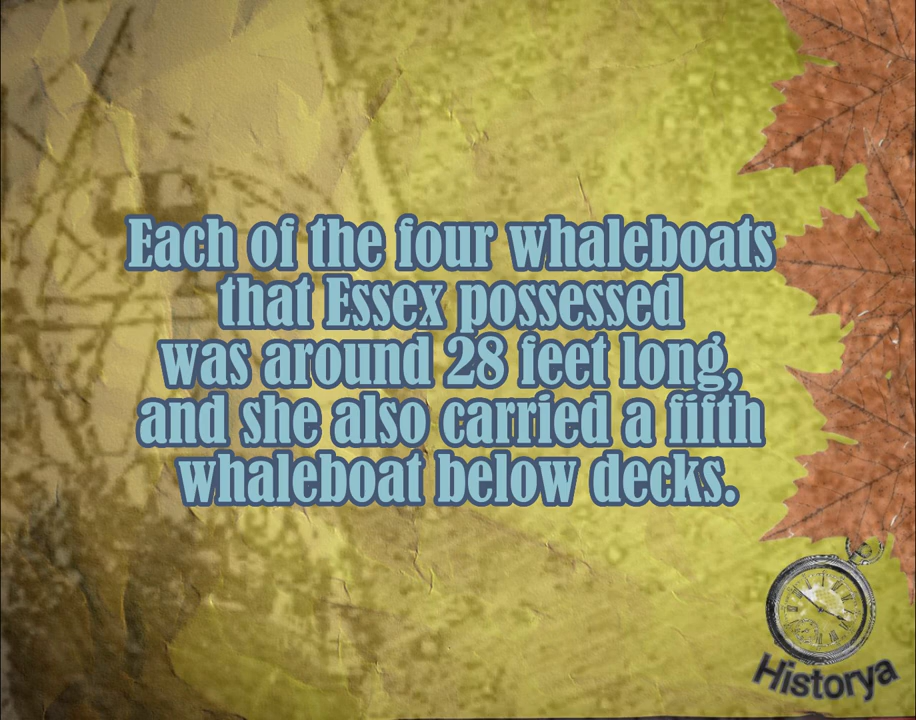 Each of the four whaleboats
that Essex possessed
was around 28 feet long,
and she also carried a fifth
whaleboat below decks.
Historya